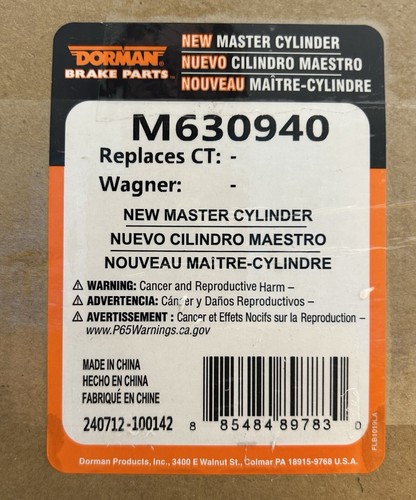 DORMAN®
BRAKE PARTS™
NEW MASTER CYLINDER
NUEVO CILINDRO MAESTRO
NOUVEAU MAÎTRE-CYLINDRE
M630940
Replaces CT: -
Wagner: -
NEW MASTER CYLINDER
NUEVO CILINDRO MAESTRO
NOUVEAU MAÎTRE-CYLINDRE
⚠ WARNING: Cancer and Reproductive Harm –
⚠ ADVERTENCIA: Cáncer y Daños Reproductivos –
⚠ AVERTISSEMENT : Cancer et Effets Nocifs sur la Reproduction –
www.P65Warnings.ca.gov
MADE IN CHINA
HECHO EN CHINA
FABRIQUÉ EN CHINE
240712-100142
8 85484 89783 0
FLB1019LA
Dorman Products, Inc., 3400 E Walnut St., Colmar PA 18915-9768 U.S.A.